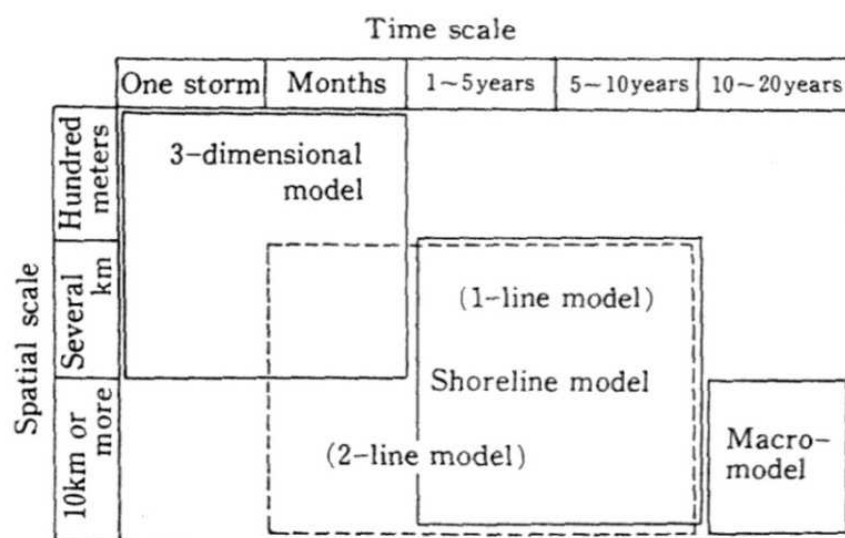 Time scale
One storm
Months
1~5years
5~10years
10~20years
Spatial scale
Hundred
meters
Several
km
10km or
more
3-dimensional
model
(1-line model)
Shoreline model
(2-line model)
Macro-
model